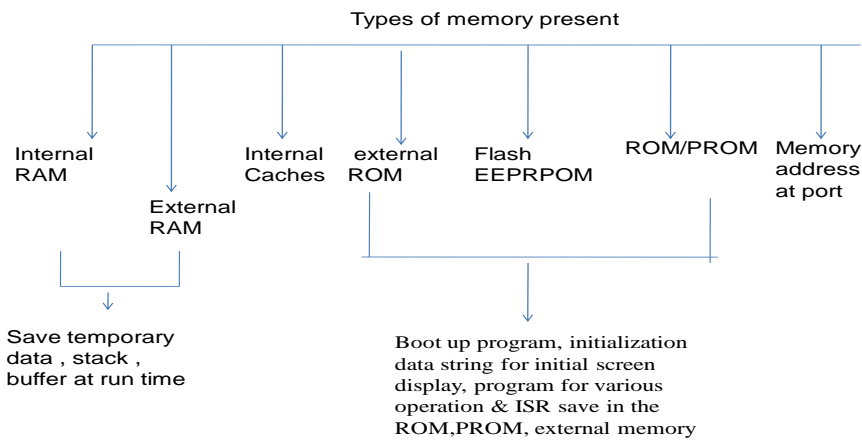 Types of memory present
Internal
RAM
External
RAM
Internal
Caches
external
ROM
Flash
EEPRPOM
ROM/PROM
Memory
address
at port
Save temporary
data , stack ,
buffer at run time
Boot up program, initialization
data string for initial screen
display, program for various
operation & ISR save in the
ROM,PROM, external memory